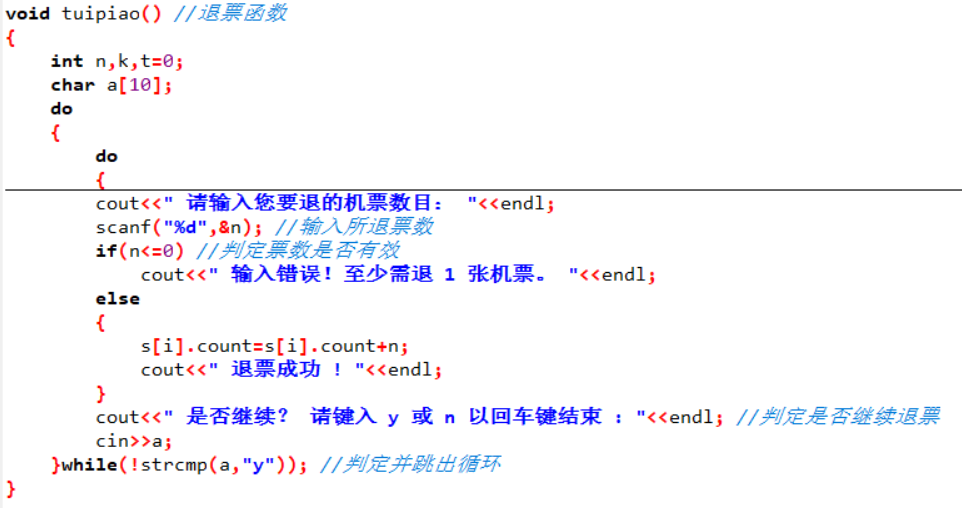 void tuipiao() //退票函数
{
    int n,k,t=0;
    char a[10];
    do
    {
        do
        {
        cout<<" 请输入您要退的机票数目： "<<endl;
        scanf("%d",&n); //输入所退票数
        if(n<=0) //判定票数是否有效
            cout<<" 输入错误！至少需退 1 张机票。 "<<endl;
        else
        {
            s[i].count=s[i].count+n;
            cout<<" 退票成功 ! "<<endl;
        }
        cout<<" 是否继续？ 请键入 y 或 n 以回车键结束 : "<<endl; //判定是否继续退票
        cin>>a;
    }while(!strcmp(a,"y")); //判定并跳出循环
}